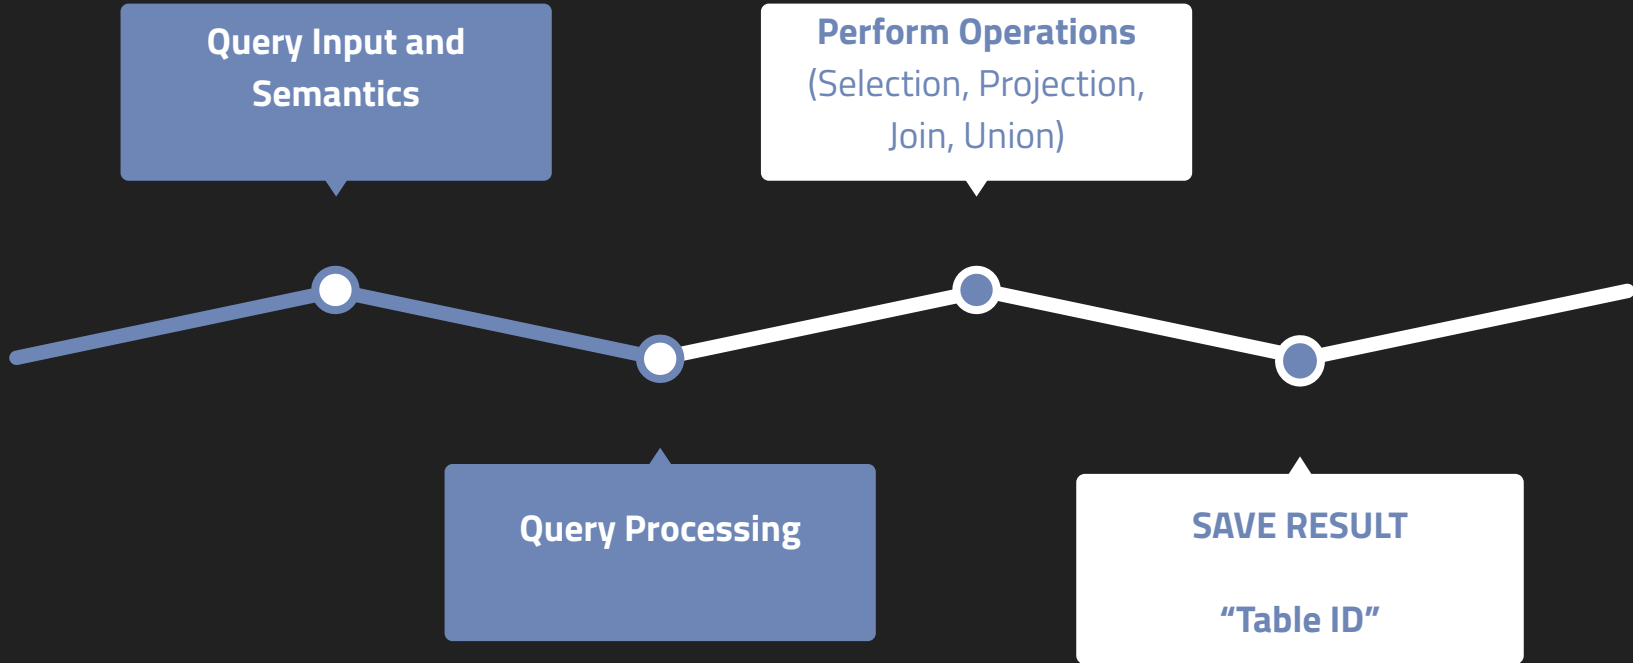 Query Input and
Semantics
Perform Operations
(Selection, Projection,
Join, Union)
Query Processing
SAVE RESULT
“Table ID”